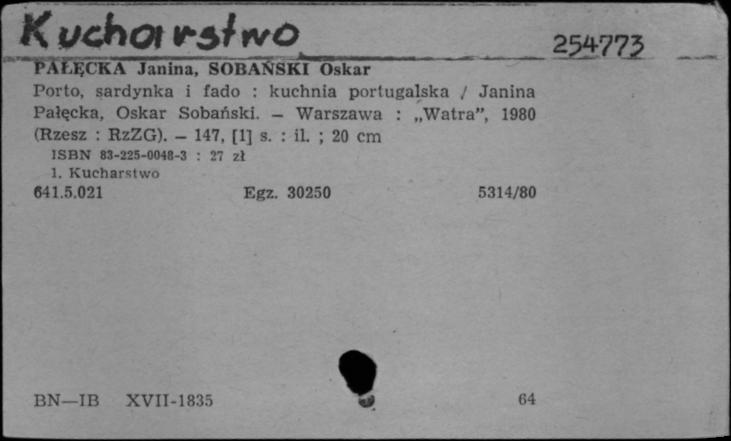 Kucharstwo
254773
PAŁĘCKA Janina, SOBAŃSKI Oskar
Porto, sardynka i fado : kuchnia portugalska / Janina
Pałęcka, Oskar Sobański. — Warszawa : „Watra”, 1980
(Rzesz : RzZG). — 147, [1] s. : il. ; 20 cm
ISBN 83-225-0048-3 : 27 zł
1. Kucharstwo
641.5.021 Egz. 30250 5314/80
BN—IB XVII-1835 64